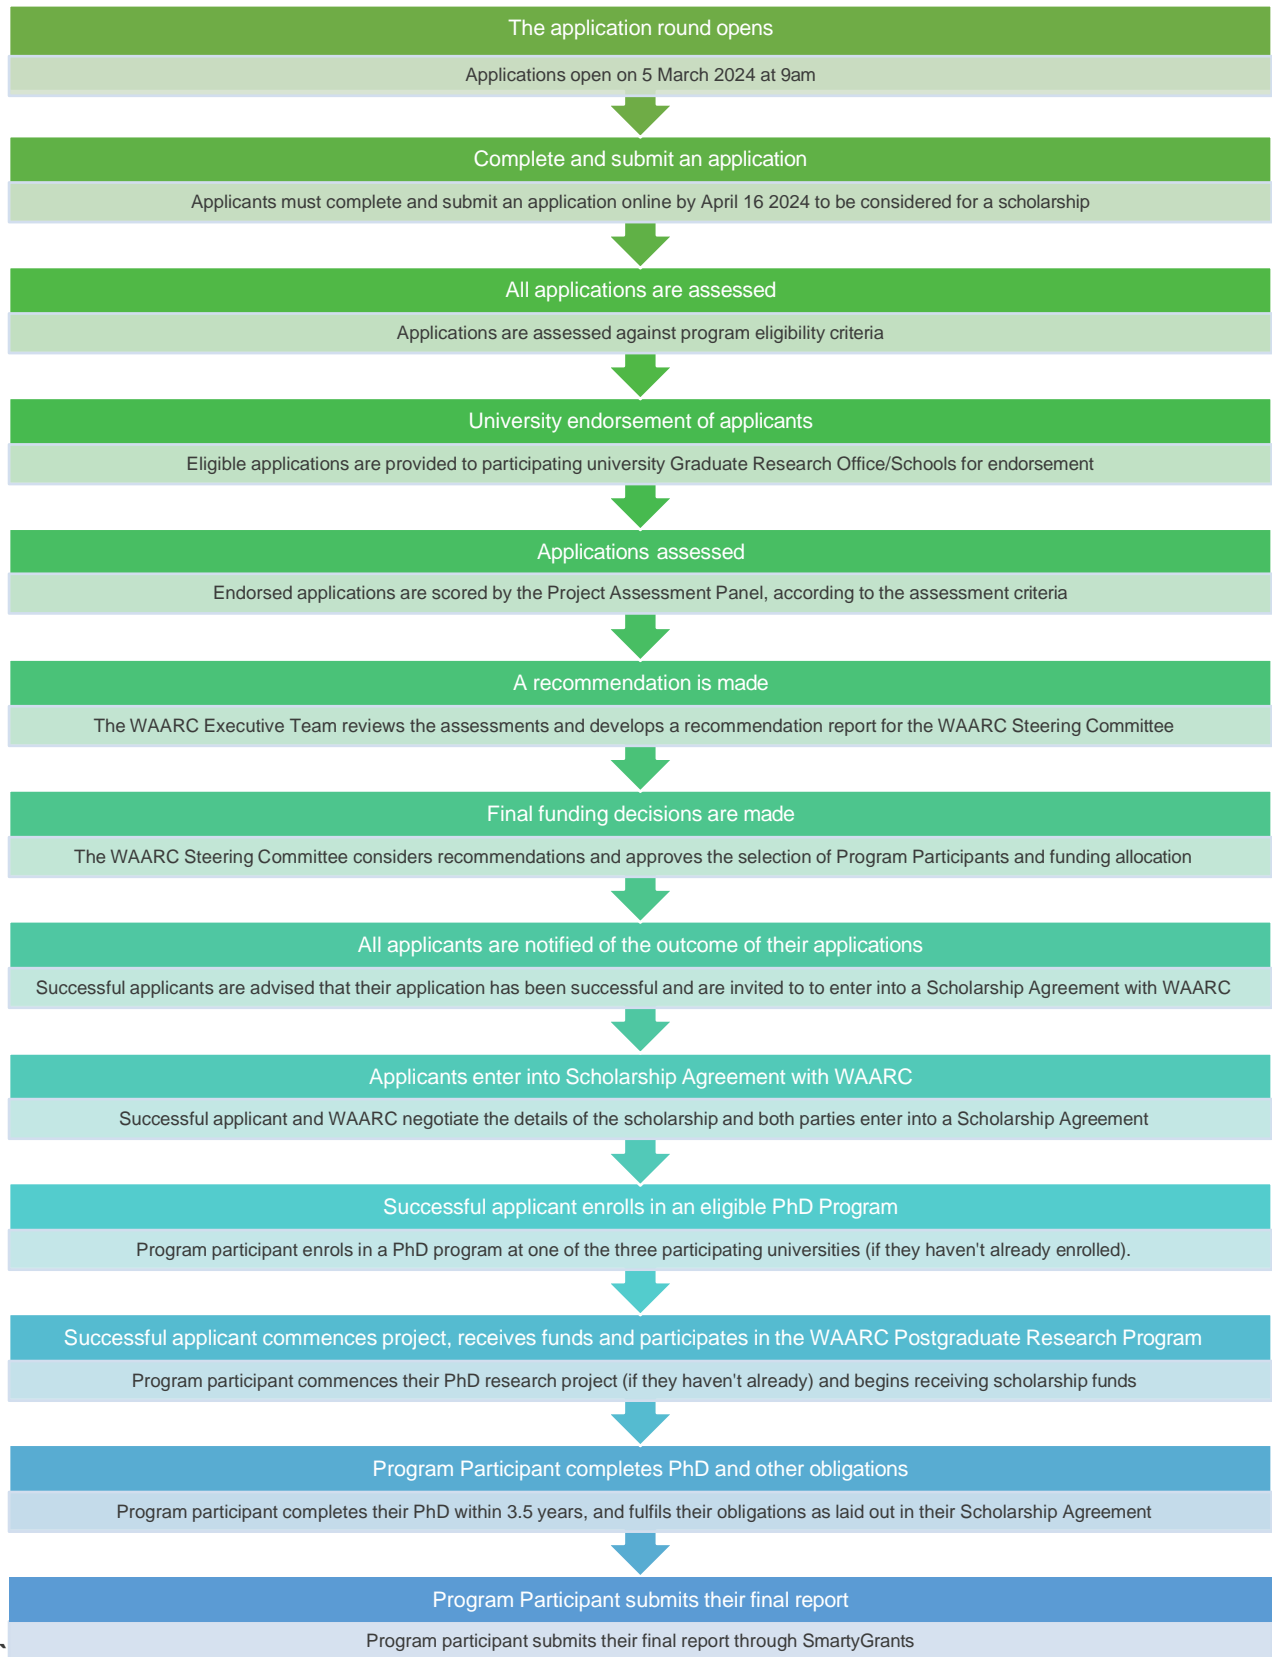 The application round opens
Applications open on 5 March 2024 at 9am
Complete and submit an application
Applicants must complete and submit an application online by April 16 2024 to be considered for a scholarship
All applications are assessed
Applications are assessed against program eligibility criteria
University endorsement of applicants
Eligible applications are provided to participating university Graduate Research Office/Schools for endorsement
Applications assessed
Endorsed applications are scored by the Project Assessment Panel, according to the assessment criteria
A recommendation is made
The WAARC Executive Team reviews the assessments and develops a recommendation report for the WAARC Steering Committee
Final funding decisions are made
The WAARC Steering Committee considers recommendations and approves the selection of Program Participants and funding allocation
All applicants are notified of the outcome of their applications
Successful applicants are advised that their application has been successful and are invited to to enter into a Scholarship Agreement with WAARC
Applicants enter into Scholarship Agreement with WAARC
Successful applicant and WAARC negotiate the details of the scholarship and both parties enter into a Scholarship Agreement
Successful applicant enrolls in an eligible PhD Program
Program participant enrols in a PhD program at one of the three participating universities (if they haven't already enrolled).
Successful applicant commences project, receives funds and participates in the WAARC Postgraduate Research Program
Program participant commences their PhD research project (if they haven't already) and begins receiving scholarship funds
Program Participant completes PhD and other obligations
Program participant completes their PhD within 3.5 years, and fulfils their obligations as laid out in their Scholarship Agreement
Program Participant submits their final report
` Program participant submits their final report through SmartyGrants